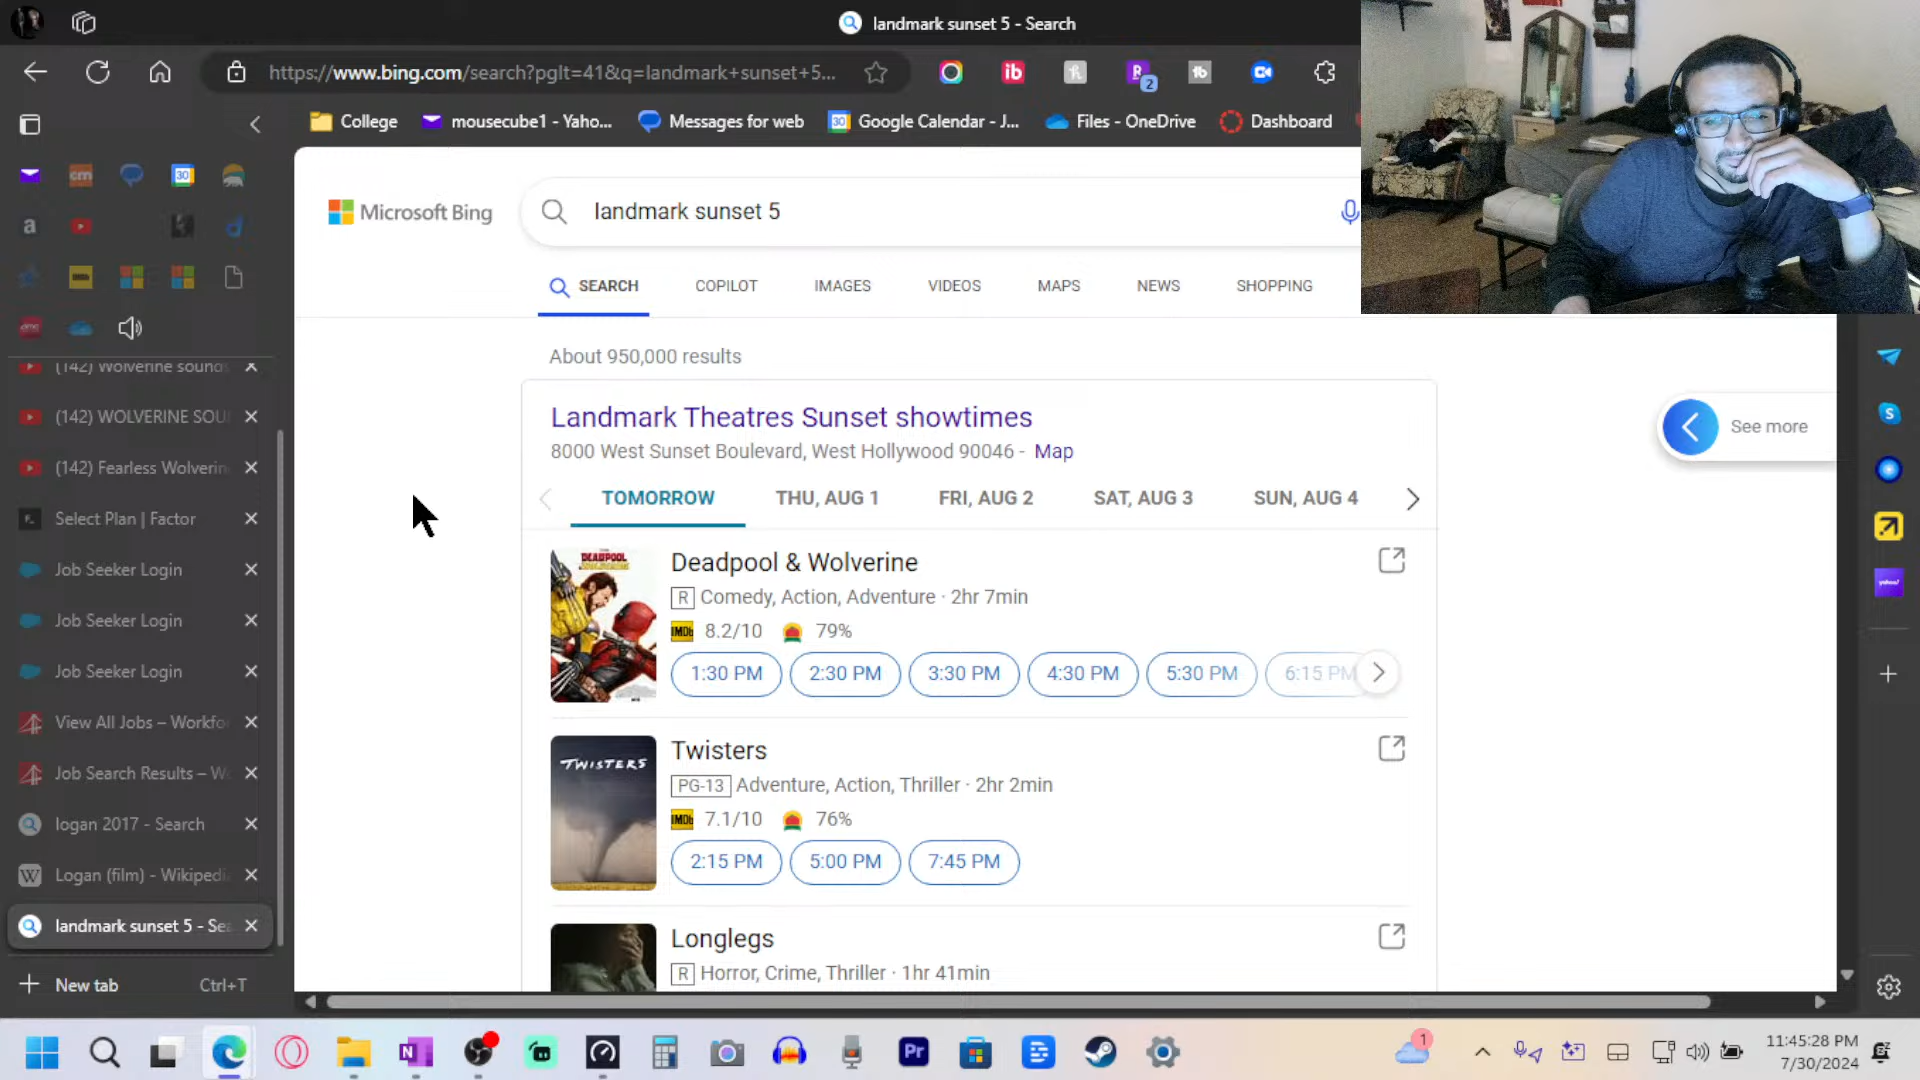 landmark sunset 5 - Search
https://www.bing.com/search?pglt=41&q=landmark+sunset+5...
2
College
mousecube1 - Yaho...
Messages for web
Google Calendar - J...
Files - OneDrive
Dashboard
Microsoft Bing
landmark sunset 5
SEARCH
COPILOT
IMAGES
VIDEOS
MAPS
NEWS
SHOPPING
About 950,000 results
Landmark Theatres Sunset showtimes
8000 West Sunset Boulevard, West Hollywood 90046 - Map
See more
TOMORROW
THU, AUG 1
FRI, AUG 2
SAT, AUG 3
SUN, AUG 4
Deadpool & Wolverine
R Comedy, Action, Adventure · 2hr 7min
IMDb 8.2/10 79%
1:30 PM
2:30 PM
3:30 PM
4:30 PM
5:30 PM
6:15 PM
TWISTERS
Twisters
PG-13 Adventure, Action, Thriller · 2hr 2min
IMDb 7.1/10 76%
2:15 PM
5:00 PM
7:45 PM
Longlegs
R Horror, Crime, Thriller · 1hr 41min
(142) Wolverine sounds
(142) WOLVERINE SOU
(142) Fearless Wolverin
Select Plan | Factor
Job Seeker Login
Job Seeker Login
Job Seeker Login
View All Jobs – Workfo
Job Search Results – W
logan 2017 - Search
Logan (film) - Wikipedi
landmark sunset 5 - Sea
New tab
Ctrl+T
1
11:45:28 PM
7/30/2024